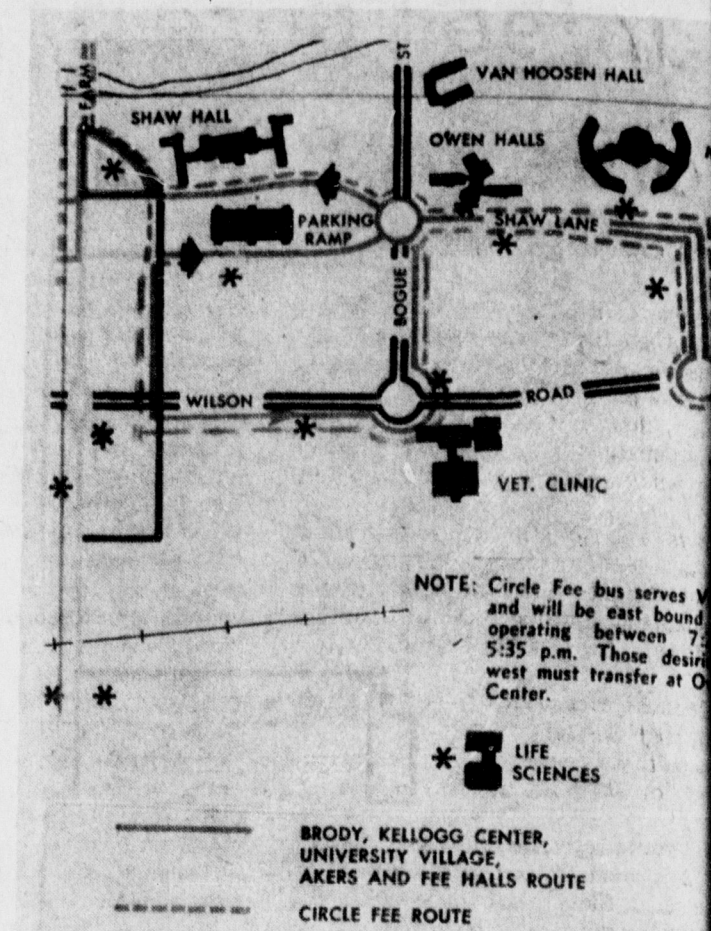 FARM
ST
VAN HOOSEN HALL
SHAW HALL
OWEN HALLS
PARKING
RAMP
SHAW LANE
BOGUE
WILSON
ROAD
VET. CLINIC
NOTE: Circle Fee bus serves
and will be east bound
operating between 7:
5:35 p.m. Those
west must transfer at
Center.
LIFE
SCIENCES
BRODY, KELLOGG CENTER,
UNIVERSITY VILLAGE,
AKERS AND FEE HALLS ROUTE
CIRCLE FEE ROUTE